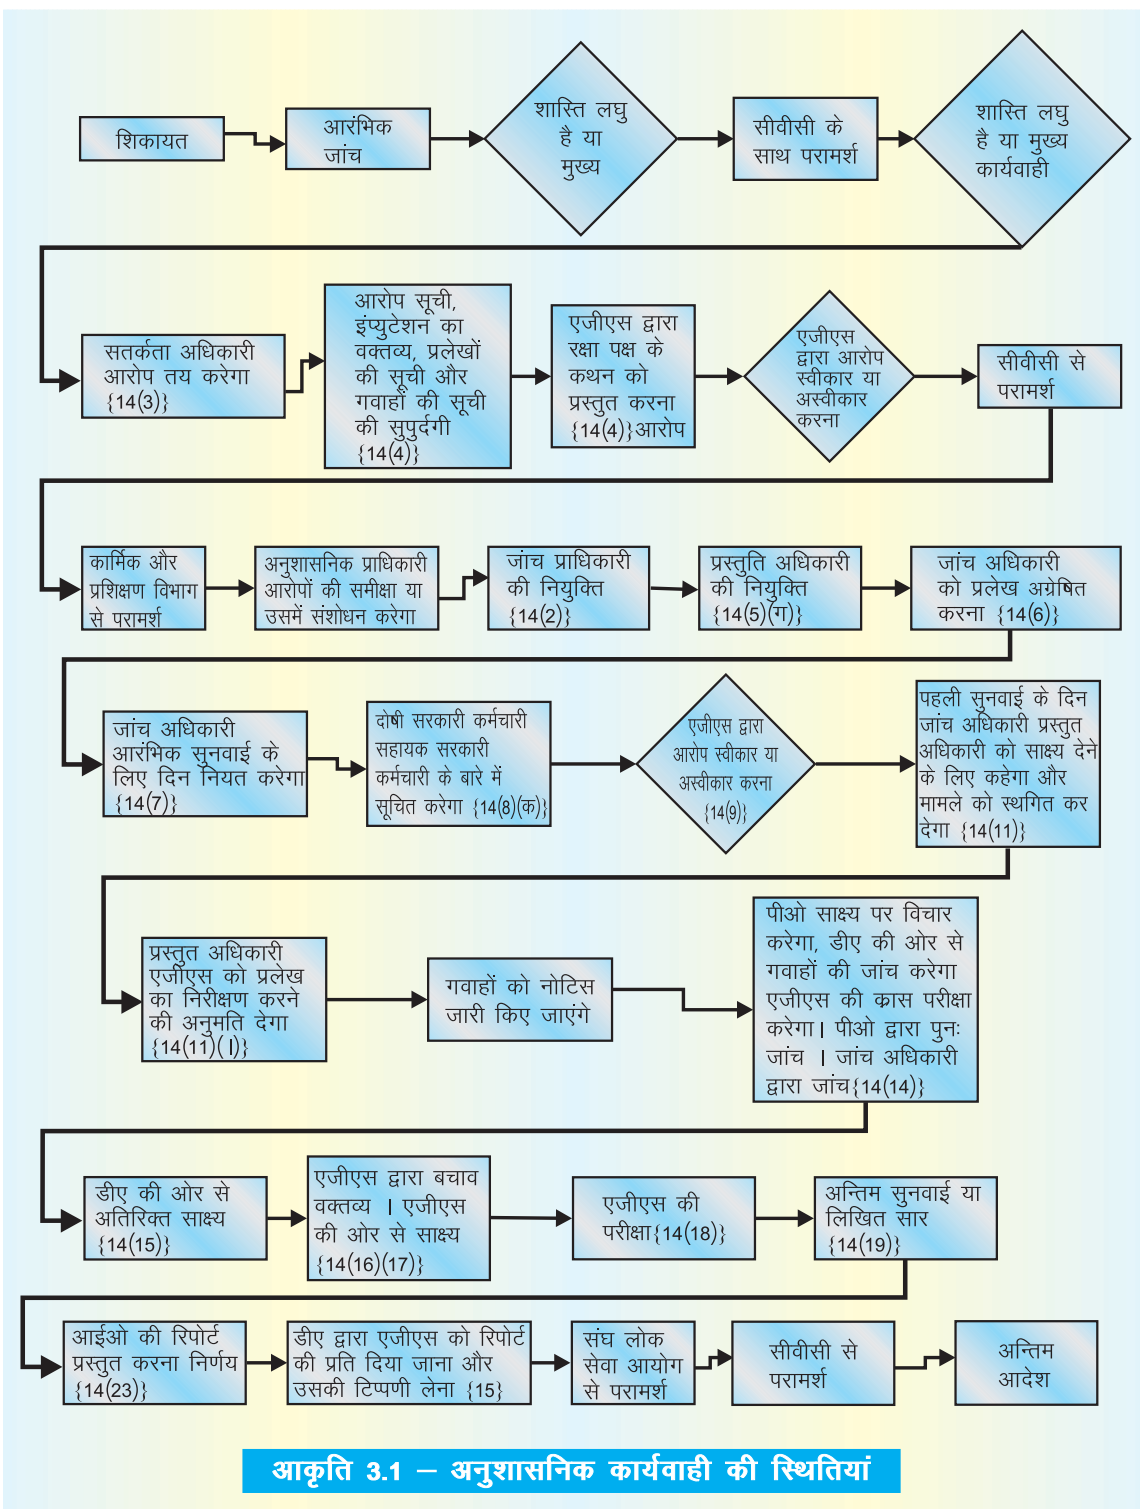 शिकायत
आरंभिक
जांच
शास्ति लघु
है या
मुख्य
सीवीसी के
साथ परामर्श
शास्ति लघु
है या मुख्य
कार्यवाही
सतर्कता अधिकारी
आरोप तय करेगा
{14(3)}
आरोप सूची,
इंप्युटेशन का
वक्तव्य, प्रलेखों
की सूची और
गवाहों की सूची
की सुपुर्दगी
{14(4)}
एजीएस द्वारा
रक्षा पक्ष के
कथन को
प्रस्तुत करना
{14(4)}आरोप
एजीएस
द्वारा आरोप
स्वीकार या
अस्वीकार
करना
सीवीसी से
परामर्श
कार्मिक और
प्रशिक्षण विभाग
से परामर्श
अनुशासनिक प्राधिकारी
आरोपों की समीक्षा या
उसमें संशोधन करेगा
जांच प्राधिकारी
की नियुक्ति
{14(2)}
प्रस्तुति अधिकारी
की नियुक्ति
{14(5)(ग)}
जांच अधिकारी
को प्रलेख अग्रेषित
करना {14(6)}
जांच अधिकारी
आरंभिक सुनवाई के
लिए दिन नियत करेगा
{14(7)}
दोषी सरकारी कर्मचारी
सहायक सरकारी
कर्मचारी के बारे में
सूचित करेगा {14(8)(क)}
एजीएस द्वारा
आरोप स्वीकार या
अस्वीकार करना
{14(9)}
पहली सुनवाई के दिन
जांच अधिकारी प्रस्तुत
अधिकारी को साक्ष्य देने
के लिए कहेगा और
मामले को स्थगित कर
देगा {14(11)}
प्रस्तुत अधिकारी
एजीएस को प्रलेख
का निरीक्षण करने
की अनुमति देगा
{14(11)(।)}
गवाहों को नोटिस
जारी किए जाएंगे
पीओ साक्ष्य पर विचार
करेगा, डीए की ओर से
गवाहों की जांच करेगा
एजीएस की क्रास परीक्षा
करेगा। पीओ द्वारा पुनः
जांच । जांच अधिकारी
द्वारा जांच{14(14)}
डीए की ओर से
अतिरिक्त साक्ष्य
{14(15)}
एजीएस द्वारा बचाव
वक्तव्य । एजीएस
की ओर से साक्ष्य
{14(16)(17)}
एजीएस की
परीक्षा{14(18)}
अन्तिम सुनवाई या
लिखित सार
{14(19)}
आईओ की रिपोर्ट
प्रस्तुत करना निर्णय
{14(23)}
डीए द्वारा एजीएस को रिपोर्ट
की प्रति दिया जाना और
उसकी टिप्पणी लेना {15}
संघ लोक
सेवा आयोग
से परामर्श
सीवीसी से
परामर्श
अन्तिम
आदेश
आकृति 3.1 – अनुशासनिक कार्यवाही की स्थितियां